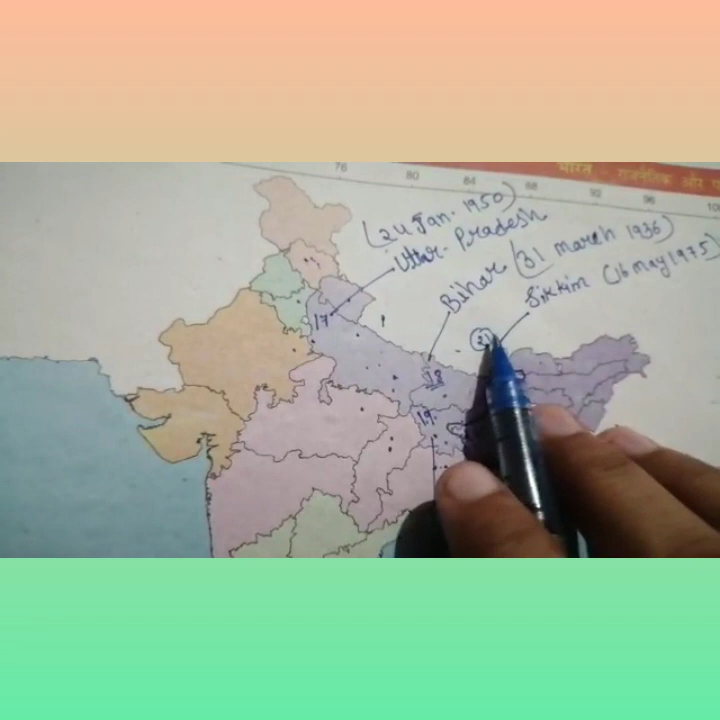 भारत - राजनैतिक और
76 80 84 88 92 96 100
(24 Jan. 1950)
Uttar-Pradesh
Bihar (31 march 1936)
Sikkim (16 may 1975)
17
21
18
19